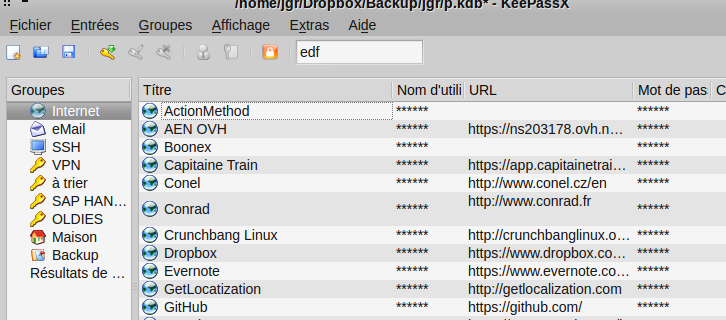 /home/jgr/Dropbox/Backup/jgr/p.kdb* - KeePassX
Fichier Entrées Groupes Affichage Extras Aide
edf
Groupes
Internet
eMail
SSH
VPN
à trier
SAP HAN...
OLDIES
Maison
Backup
Résultats de ...
Títre Nom d'utili URL Mot de pas C
ActionMethod ****** ******
AEN OVH ****** https://ns203178.ovh.n... ******
Boonex ****** ******
Capitaine Train ****** https://app.capitainetrai... ******
Conel ****** http://www.conel.cz/en ******
Conrad ****** http://www.conrad.fr ******
Crunchbang Linux ****** http://crunchbanglinux.o... ******
Dropbox ****** https://www.dropbox.co... ******
Evernote ****** https://www.evernote.co... ******
GetLocatization ****** http://getlocalization.com ******
GitHub ****** https://github.com/ ******